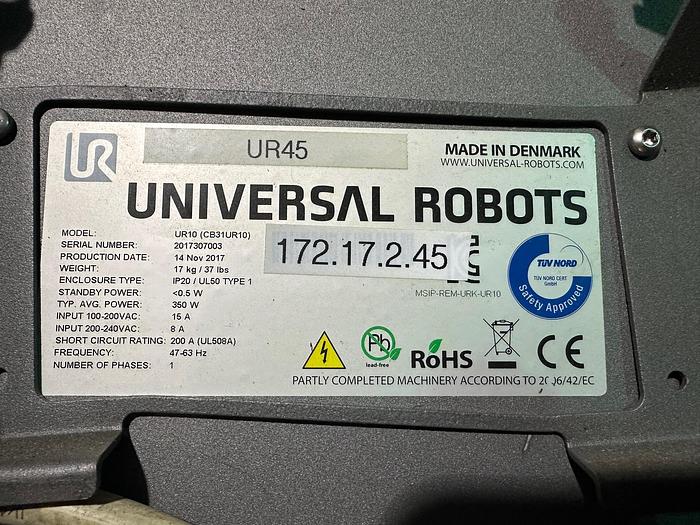 UR
UR45
MADE IN DENMARK
WWW.UNIVERSAL-ROBOTS.COM
UNIVERSAL ROBOTS
MODEL: UR10 (CB31UR10)
SERIAL NUMBER: 2017307003
PRODUCTION DATE: 14 Nov 2017
WEIGHT: 17 kg / 37 lbs
ENCLOSURE TYPE: IP20 / UL50 TYPE 1
STANDBY POWER: <0.5 W
TYP. AVG. POWER: 350 W
INPUT 100-200VAC: 15 A
INPUT 200-240VAC: 8 A
SHORT CIRCUIT RATING: 200 A (UL508A)
FREQUENCY: 47-63 Hz
NUMBER OF PHASES: 1
172.17.2.45
MSIP-REM-URK-UR10
TÜV NORD
TÜV NORD CERT
GmbH
Safety Approved
Pb
lead-free
RoHS
CE
PARTLY COMPLETED MACHINERY ACCORDING TO 2006/42/EC